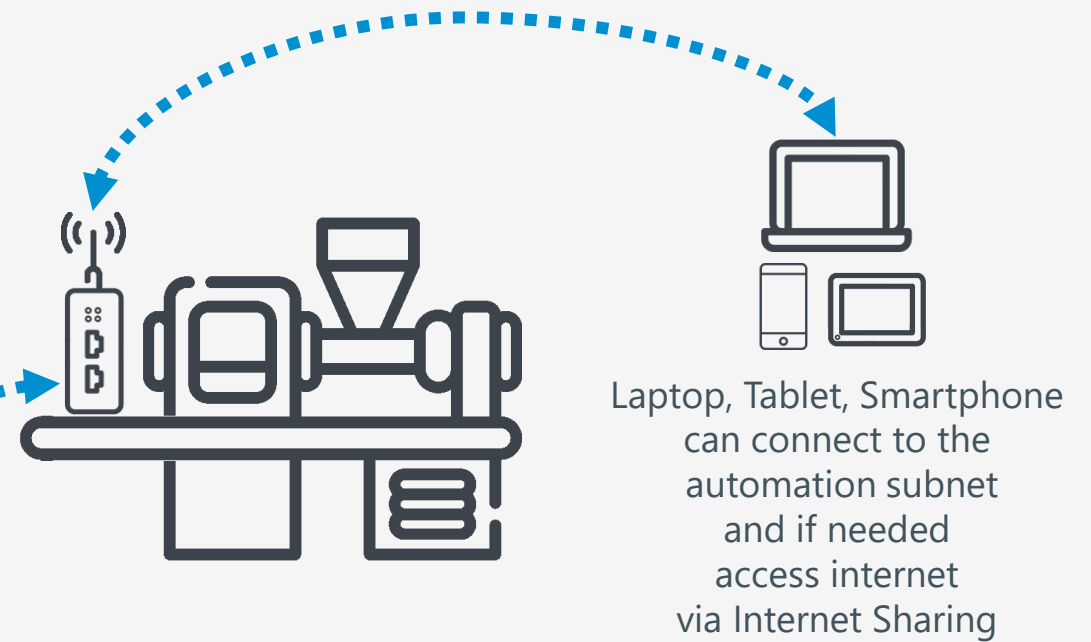 Laptop, Tablet, Smartphone
can connect to the
automation subnet
and if needed
access internet
via Internet Sharing